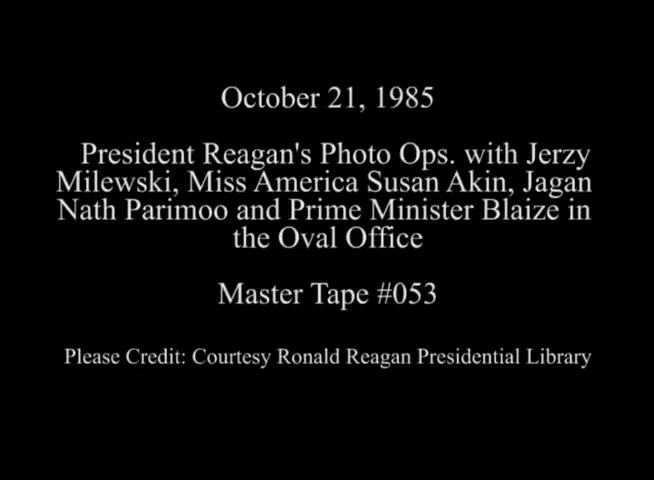 October 21, 1985
President Reagan's Photo Ops. with Jerzy
Milewski, Miss America Susan Akin, Jagan
Nath Parimoo and Prime Minister Blaize in
the Oval Office
Master Tape #053
Please Credit: Courtesy Ronald Reagan Presidential Library